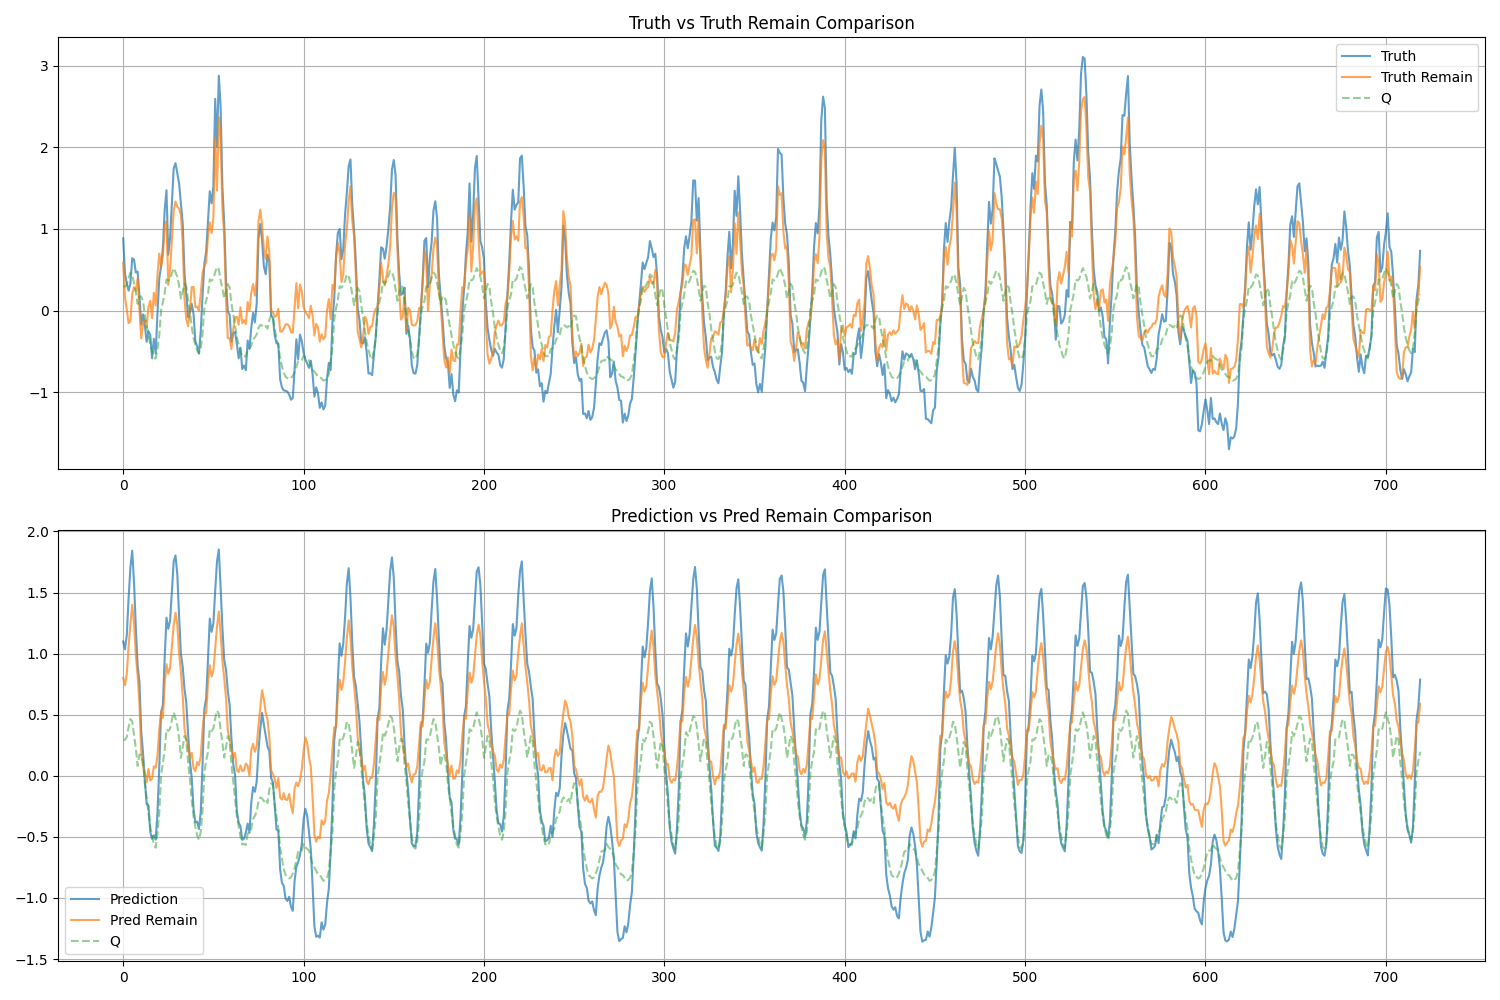 Truth vs Truth Remain Comparison
3
2
1
0
−1
Truth
Truth Remain
Q
0 100 200 300 400 500 600 700
Prediction vs Pred Remain Comparison
2.0
1.5
1.0
0.5
0.0
−0.5
−1.0
−1.5
Prediction
Pred Remain
Q
0 100 200 300 400 500 600 700